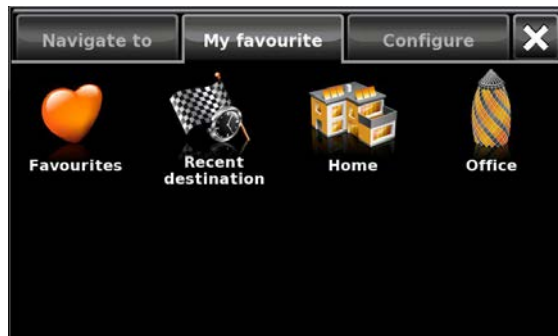 Navigate to
My favourite
Configure
Favourites
Recent
destination
Home
Office